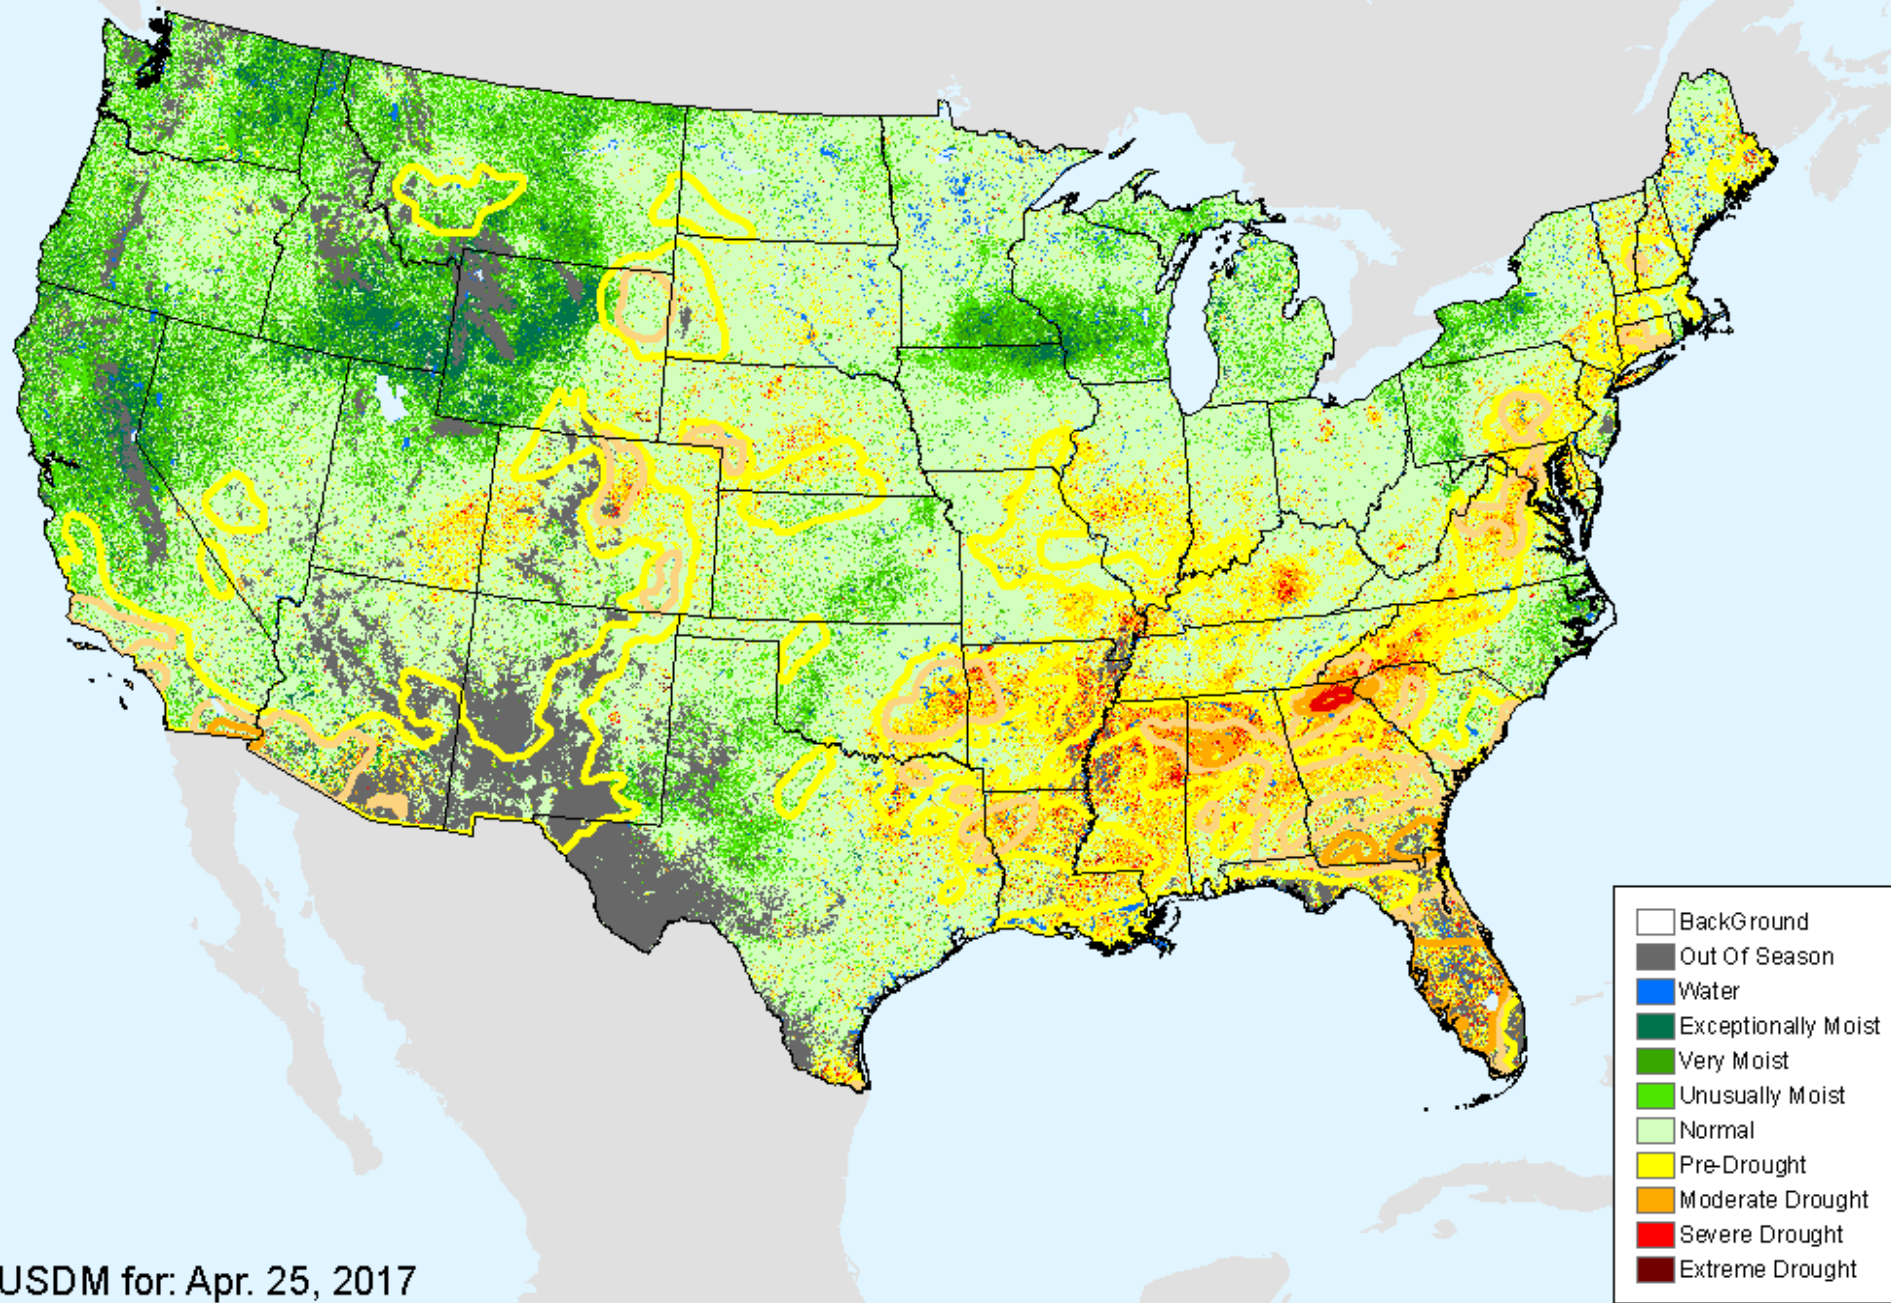 BackGround
Out Of Season
Water
Exceptionally Moist
Very Moist
Unusually Moist
Normal
Pre-Drought
Moderate Drought
Severe Drought
Extreme Drought
USDM for: Apr. 25, 2017